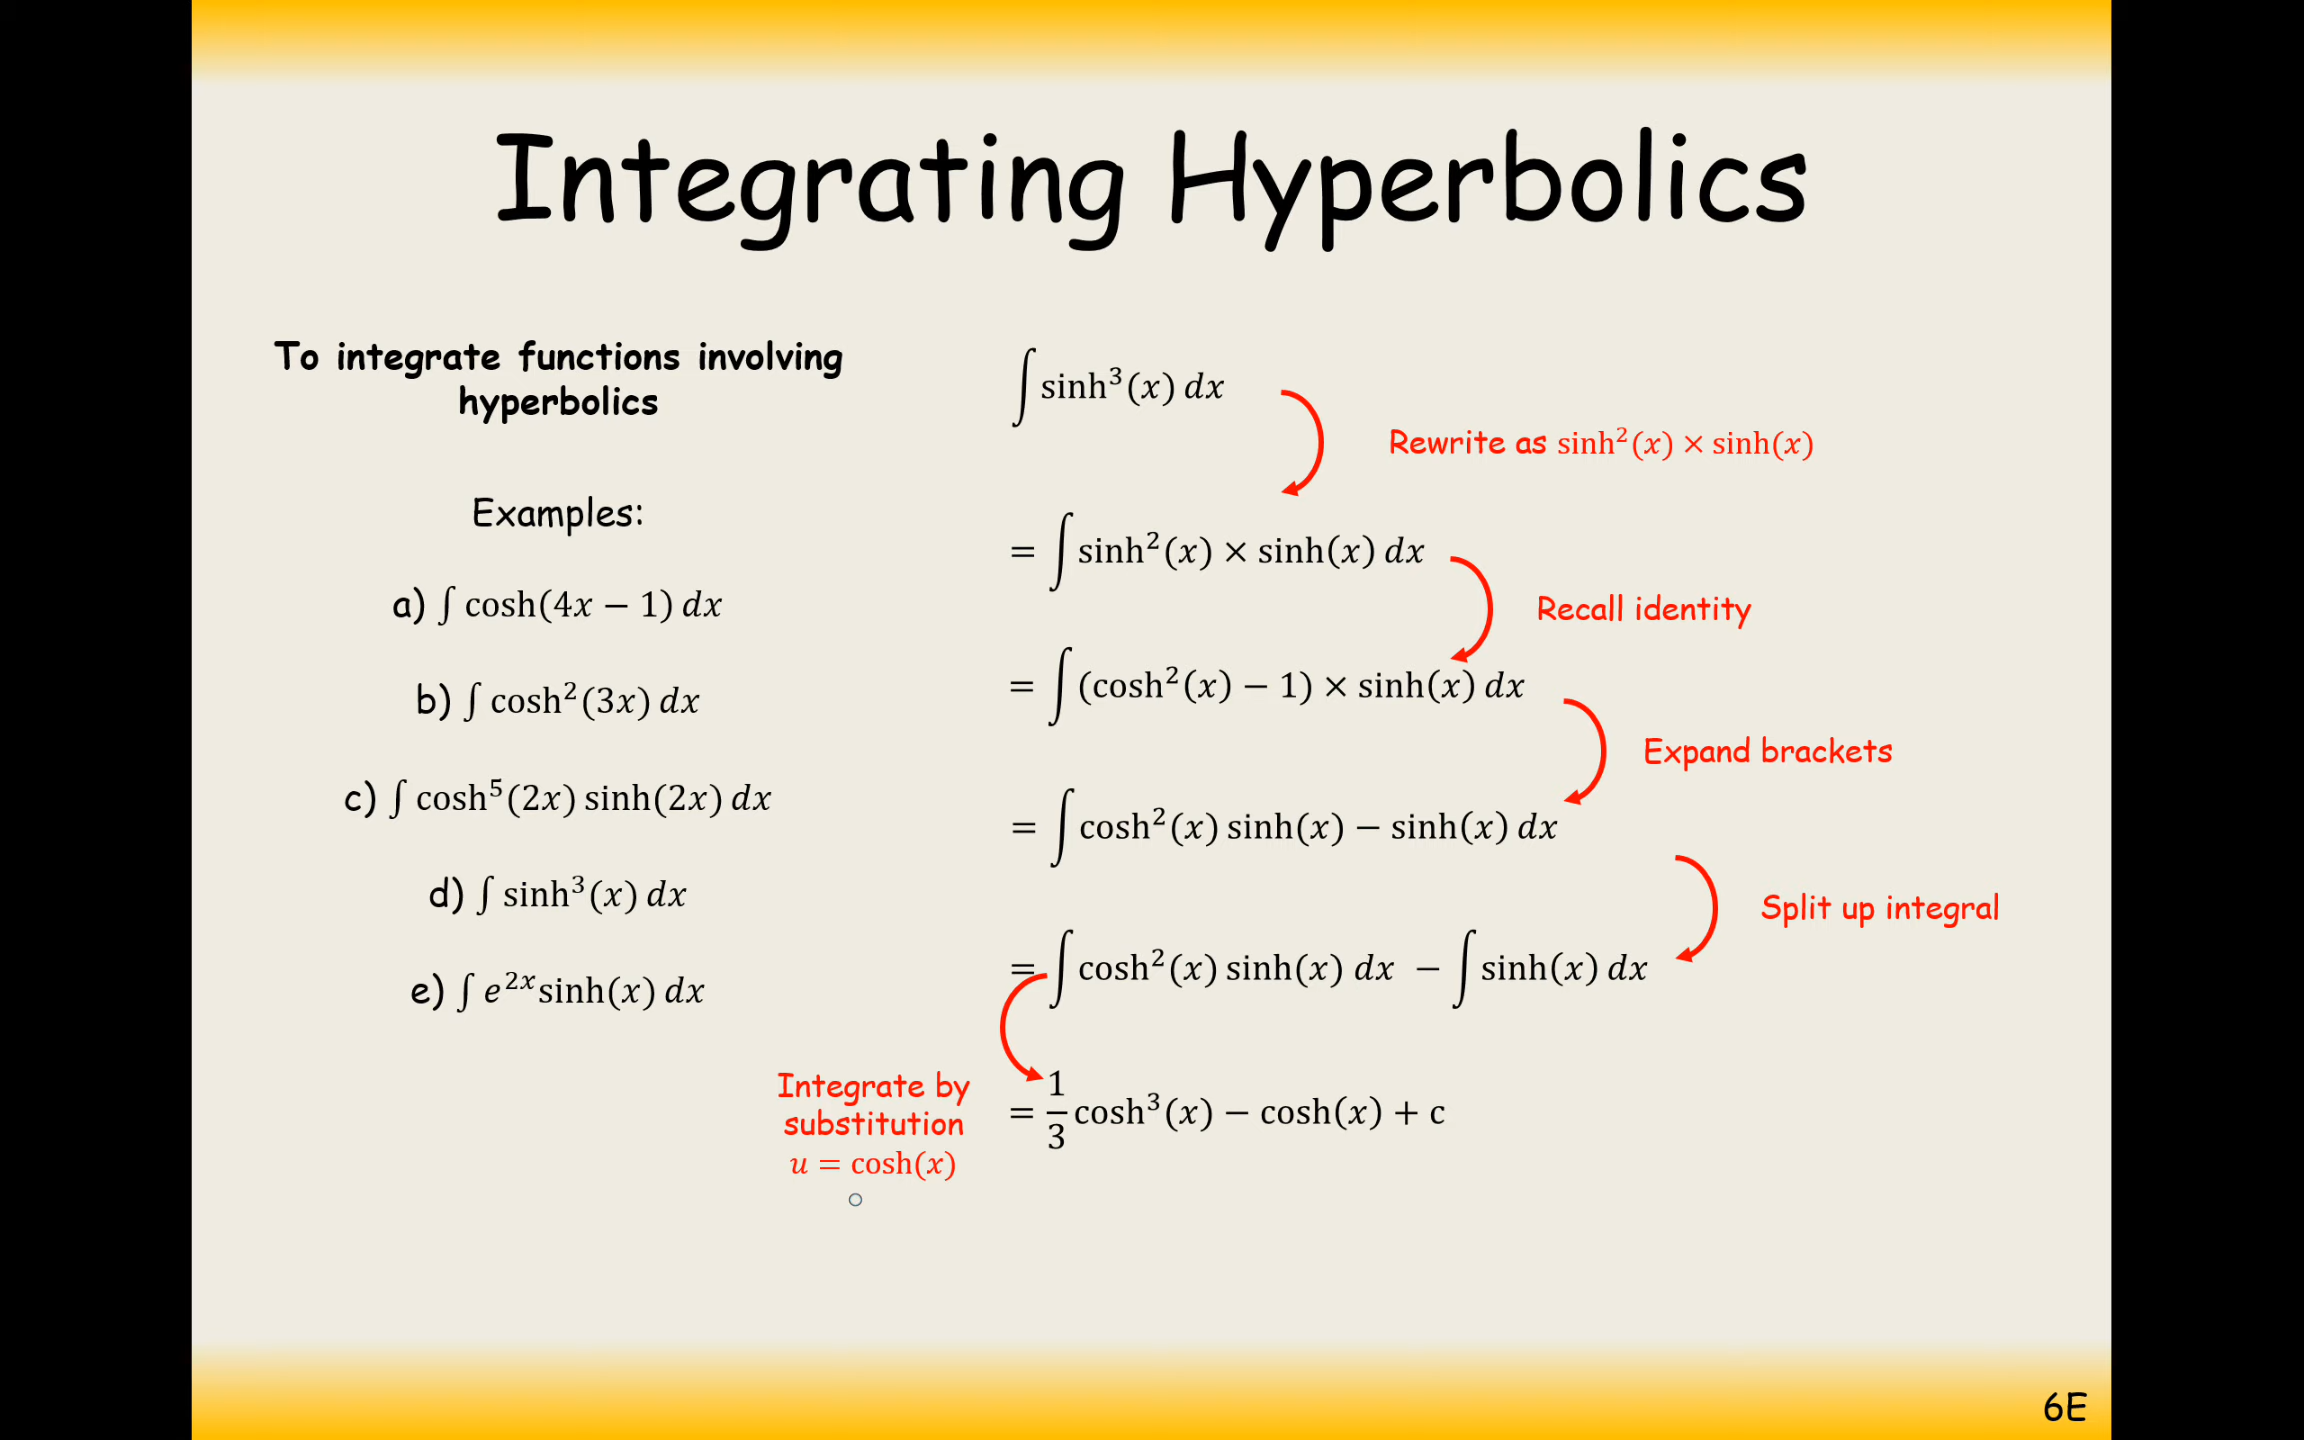 Integrating Hyperbolics
To integrate functions involving
hyperbolics
Examples:
a) ∫ cosh(4x − 1) dx
b) ∫ cosh²(3x) dx
c) ∫ cosh⁵(2x) sinh(2x) dx
d) ∫ sinh³(x) dx
e) ∫ e²ˣsinh(x) dx
∫ sinh³(x) dx
Rewrite as sinh²(x) × sinh(x)
= ∫ sinh²(x) × sinh(x) dx
Recall identity
= ∫ (cosh²(x) − 1) × sinh(x) dx
Expand brackets
= ∫ cosh²(x) sinh(x) − sinh(x) dx
Split up integral
= ∫ cosh²(x) sinh(x) dx − ∫ sinh(x) dx
Integrate by
substitution
u = cosh(x)
= 1/3 cosh³(x) − cosh(x) + c
6E